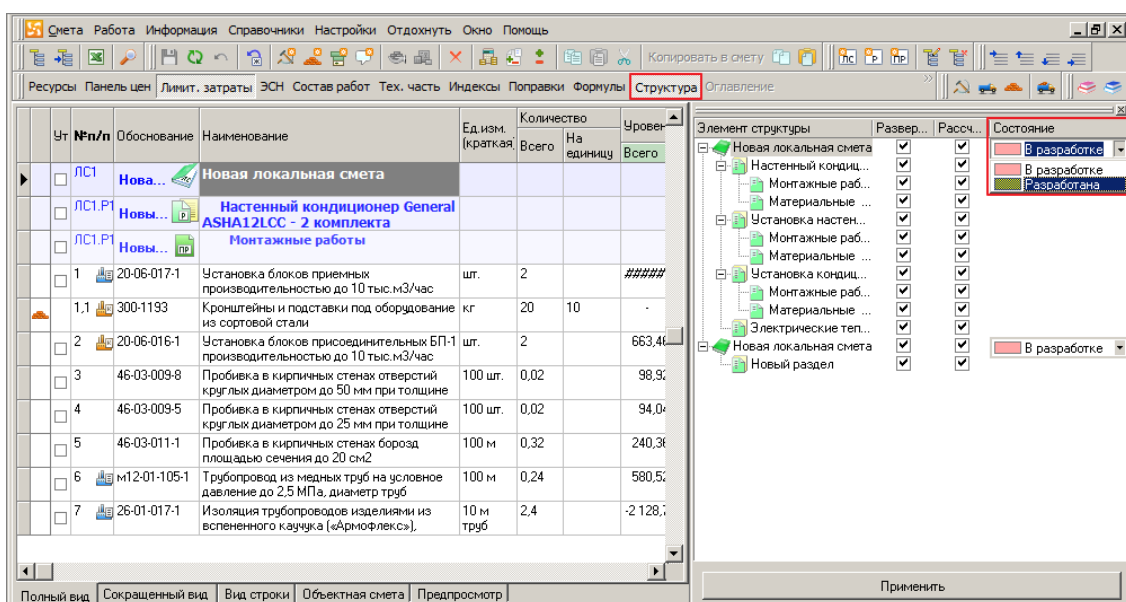 Смета Работа Информация Справочники Настройки Отдохнуть Окно Помощь
Копировать в смету
Ресурсы Панель цен Лимит. затраты ЭСН Состав работ Тех. часть Индексы Поправки Формулы Структура Оглавление
Ут №п/п Обоснование Наименование Ед.изм. (краткая) Количество Всего На единицу Уровен Всего
ЛС1 Нова... Новая локальная смета
ЛС1.Р1 Новы... Настенный кондиционер General
ASHA12LCC - 2 комплекта
ЛС1.Р1 Новы... Монтажные работы
1 20-06-017-1 Установка блоков приемных шт. 2 #####
производительностью до 10 тыс.м3/час
1,1 300-1193 Кронштейны и подставки под оборудование кг 20 10 -
из сортовой стали
2 20-06-016-1 Установка блоков присоединительных БП-1 шт. 2 663,48
производительностью до 10 тыс.м3/час
3 46-03-009-8 Пробивка в кирпичных стенах отверстий 100 шт. 0,02 98,92
круглых диаметром до 50 мм при толщине
4 46-03-009-5 Пробивка в кирпичных стенах отверстий 100 шт. 0,02 94,04
круглых диаметром до 25 мм при толщине
5 46-03-011-1 Пробивка в кирпичных стенах борозд 100 м 0,32 240,36
площадью сечения до 20 см2
6 м12-01-105-1 Трубопровод из медных труб на условное 100 м 0,24 580,52
давление до 2,5 МПа, диаметр труб
7 26-01-017-1 Изоляция трубопроводов изделиями из 10 м 2,4 -2 128,7
вспененного каучука («Армофлекс»), труб
Полный вид Сокращенный вид Вид строки Объектная смета Предпросмотр
Элемент структуры Развер... Рассч... Состояние
Новая локальная смета В разработке
Настенный кондиц... В разработке
Монтажные раб... Разработана
Материальные ...
Установка настен...
Монтажные раб...
Материальные ...
Установка кондиц...
Монтажные раб...
Материальные ...
Электрические теп...
Новая локальная смета В разработке
Новый раздел
Применить